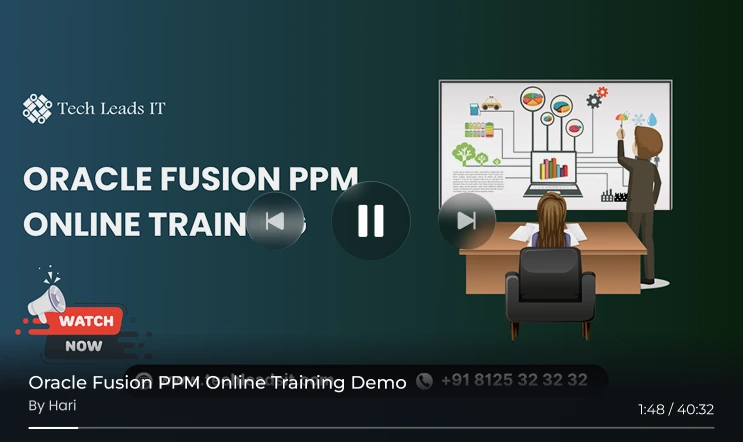 Tech Leads IT
ORACLE FUSION PPM
ONLINE TRAINING
WATCH
NOW
+91 8125 32 32 32
Oracle Fusion PPM Online Training Demo
By Hari
1:48 / 40:32